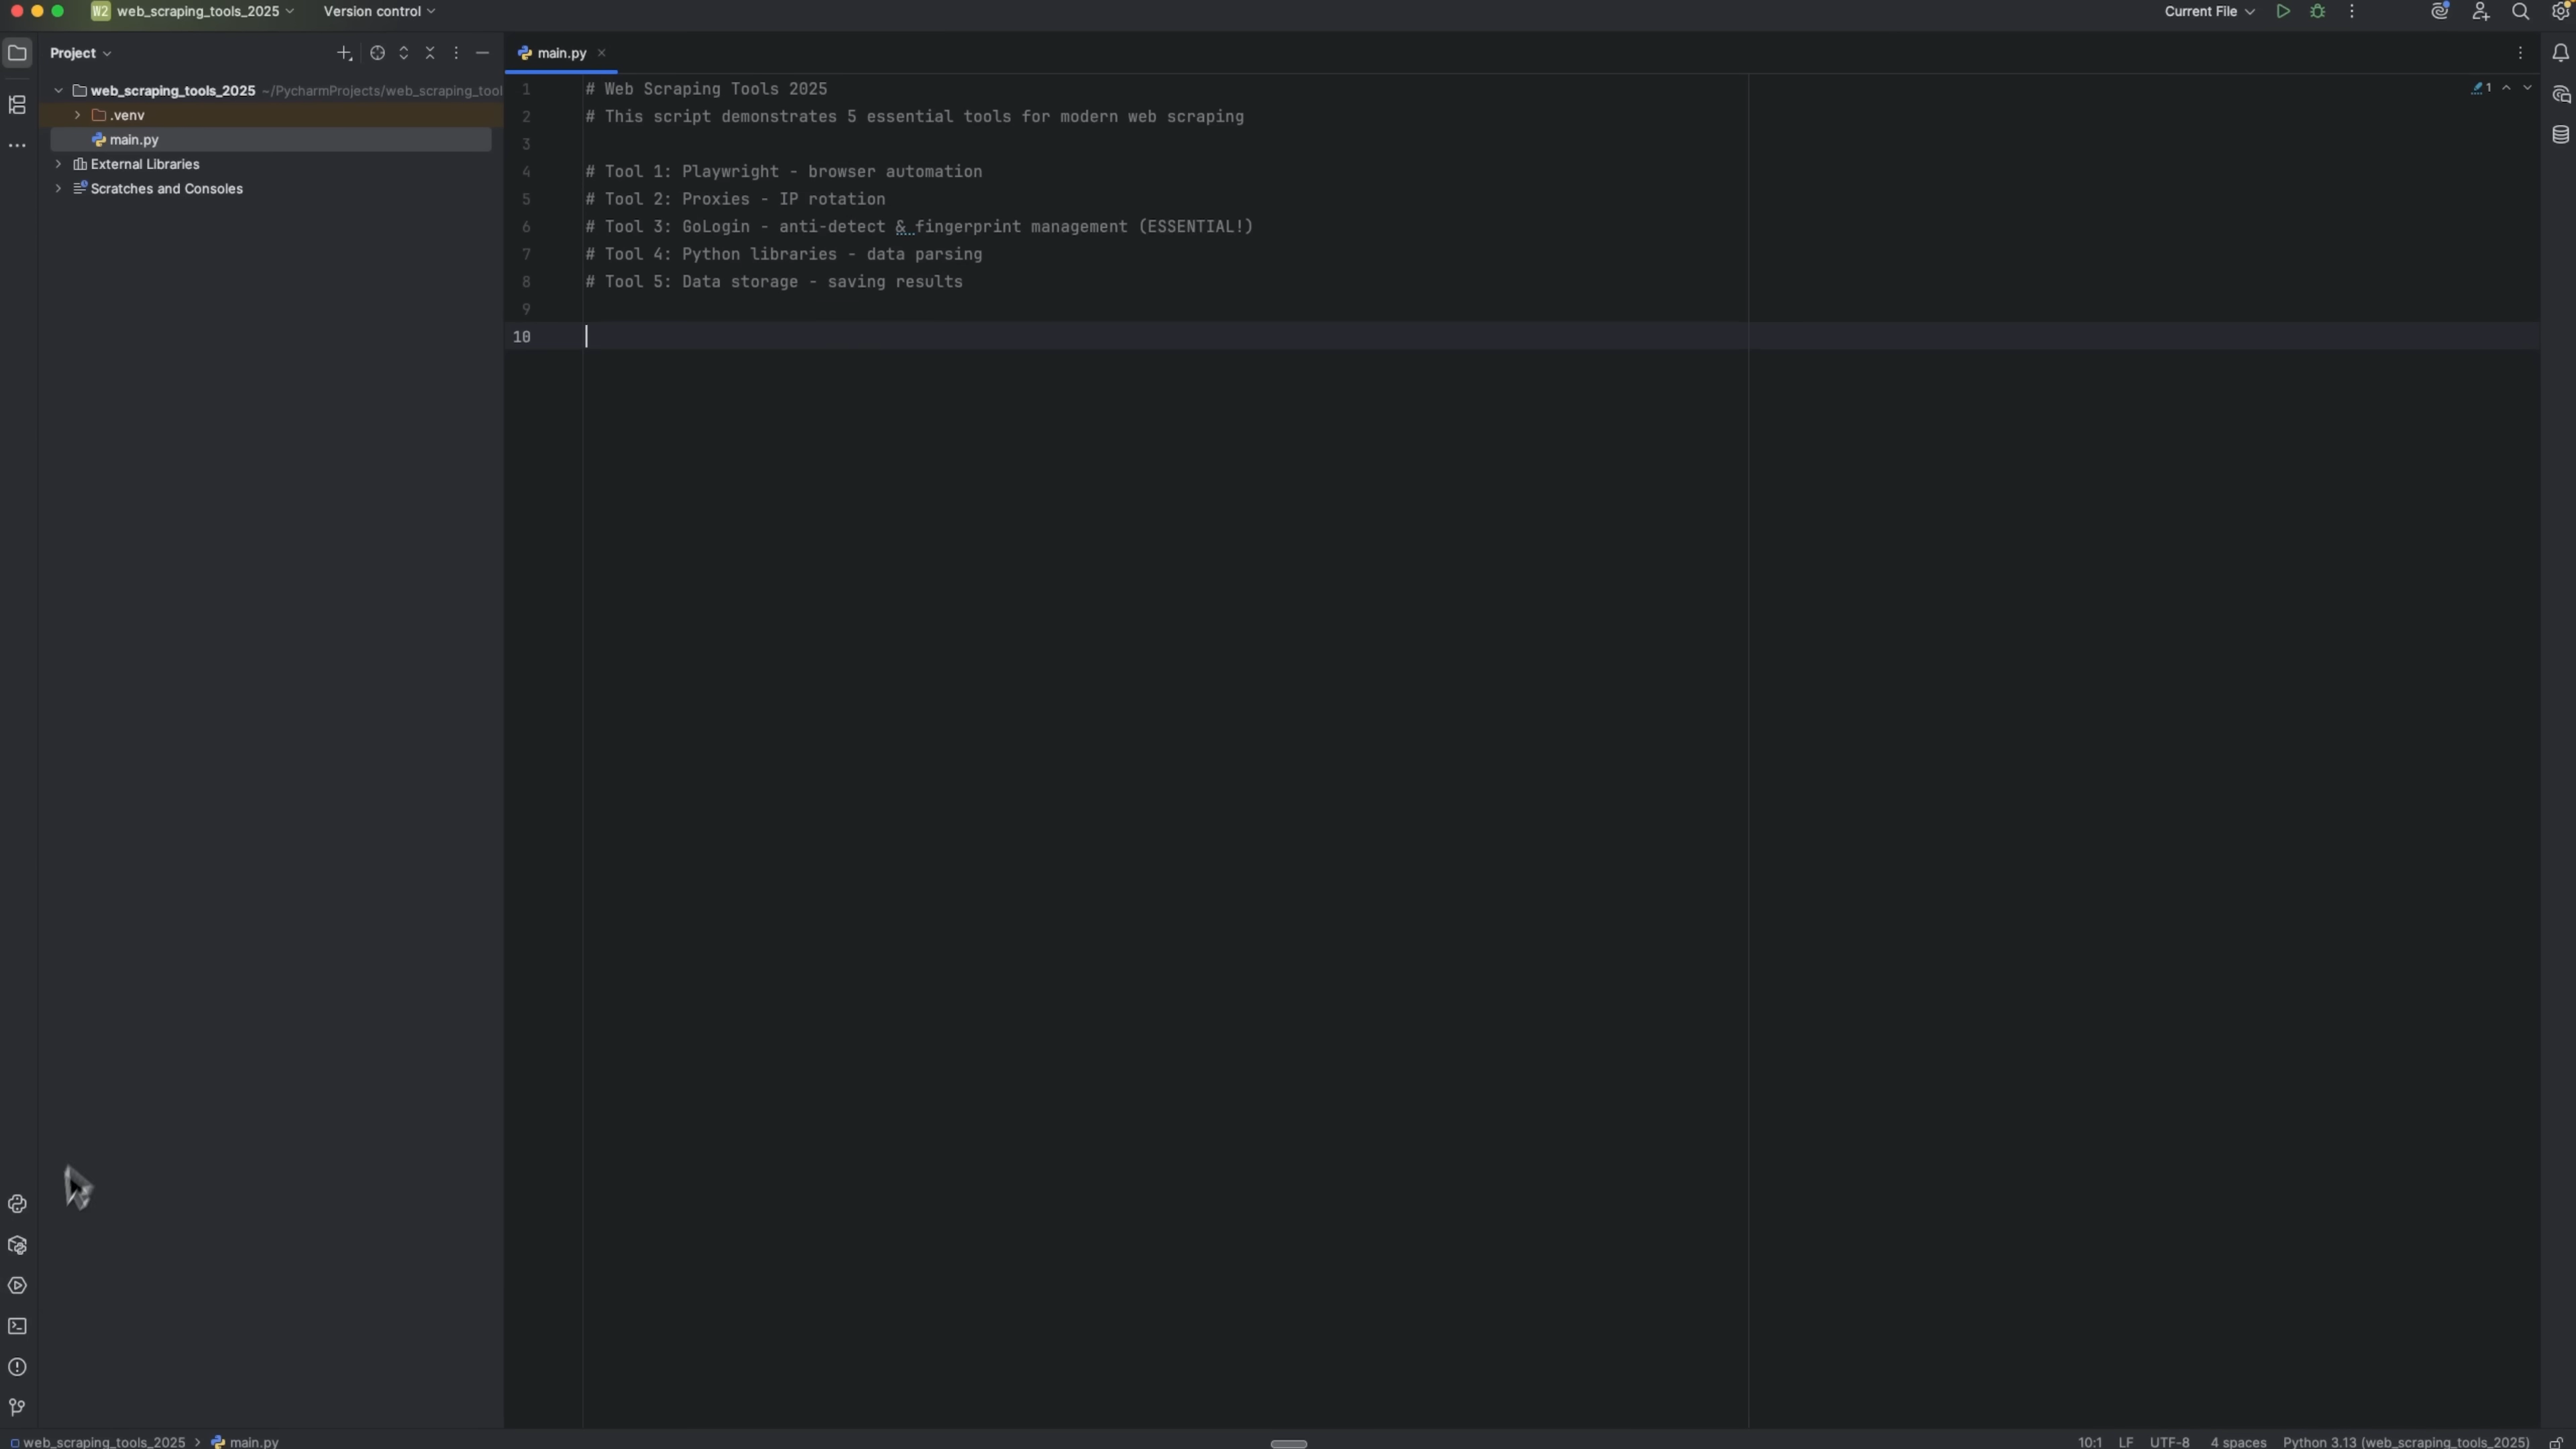 W2 web_scraping_tools_2025 Version control Current File
Project
main.py
web_scraping_tools_2025 ~/PycharmProjects/web_scraping_tool
.venv
main.py
External Libraries
Scratches and Consoles
1 # Web Scraping Tools 2025
2 # This script demonstrates 5 essential tools for modern web scraping
3
4 # Tool 1: Playwright - browser automation
5 # Tool 2: Proxies - IP rotation
6 # Tool 3: GoLogin - anti-detect & fingerprint management (ESSENTIAL!)
7 # Tool 4: Python libraries - data parsing
8 # Tool 5: Data storage - saving results
9
10
1
web_scraping_tools_2025 > main.py
10:1 LF UTF-8 4 spaces Python 3.13 (web_scraping_tools_2025)